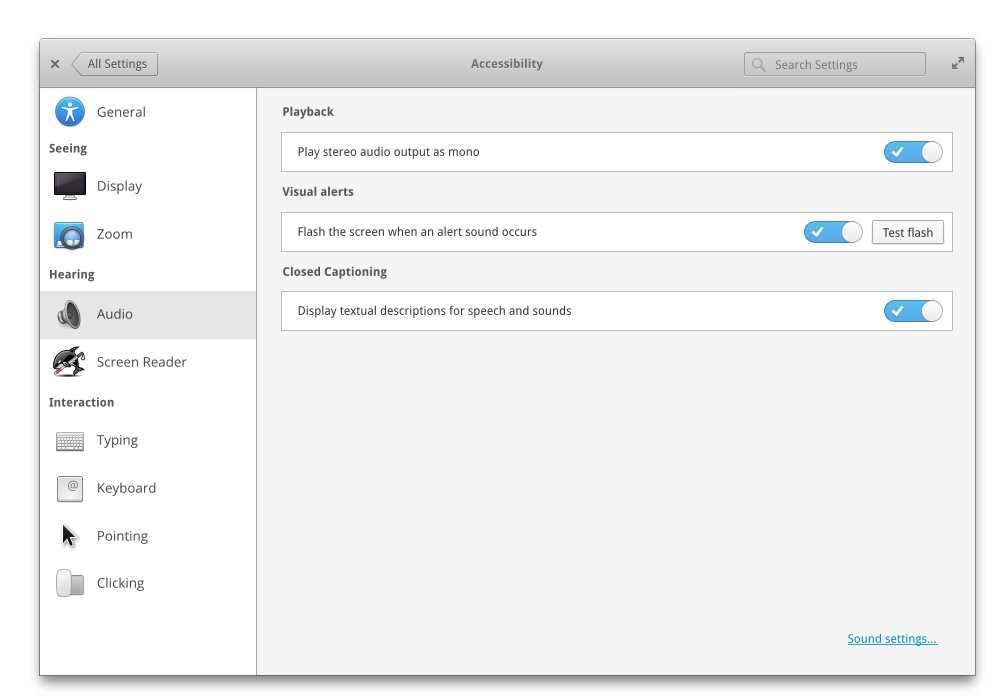 All Settings
Accessibility
Search Settings
General
Seeing
Display
Zoom
Hearing
Audio
Screen Reader
Interaction
Typing
@
Keyboard
Pointing
Clicking
Playback
Play stereo audio output as mono
Visual alerts
Flash the screen when an alert sound occurs
Test flash
Closed Captioning
Display textual descriptions for speech and sounds
Sound settings...